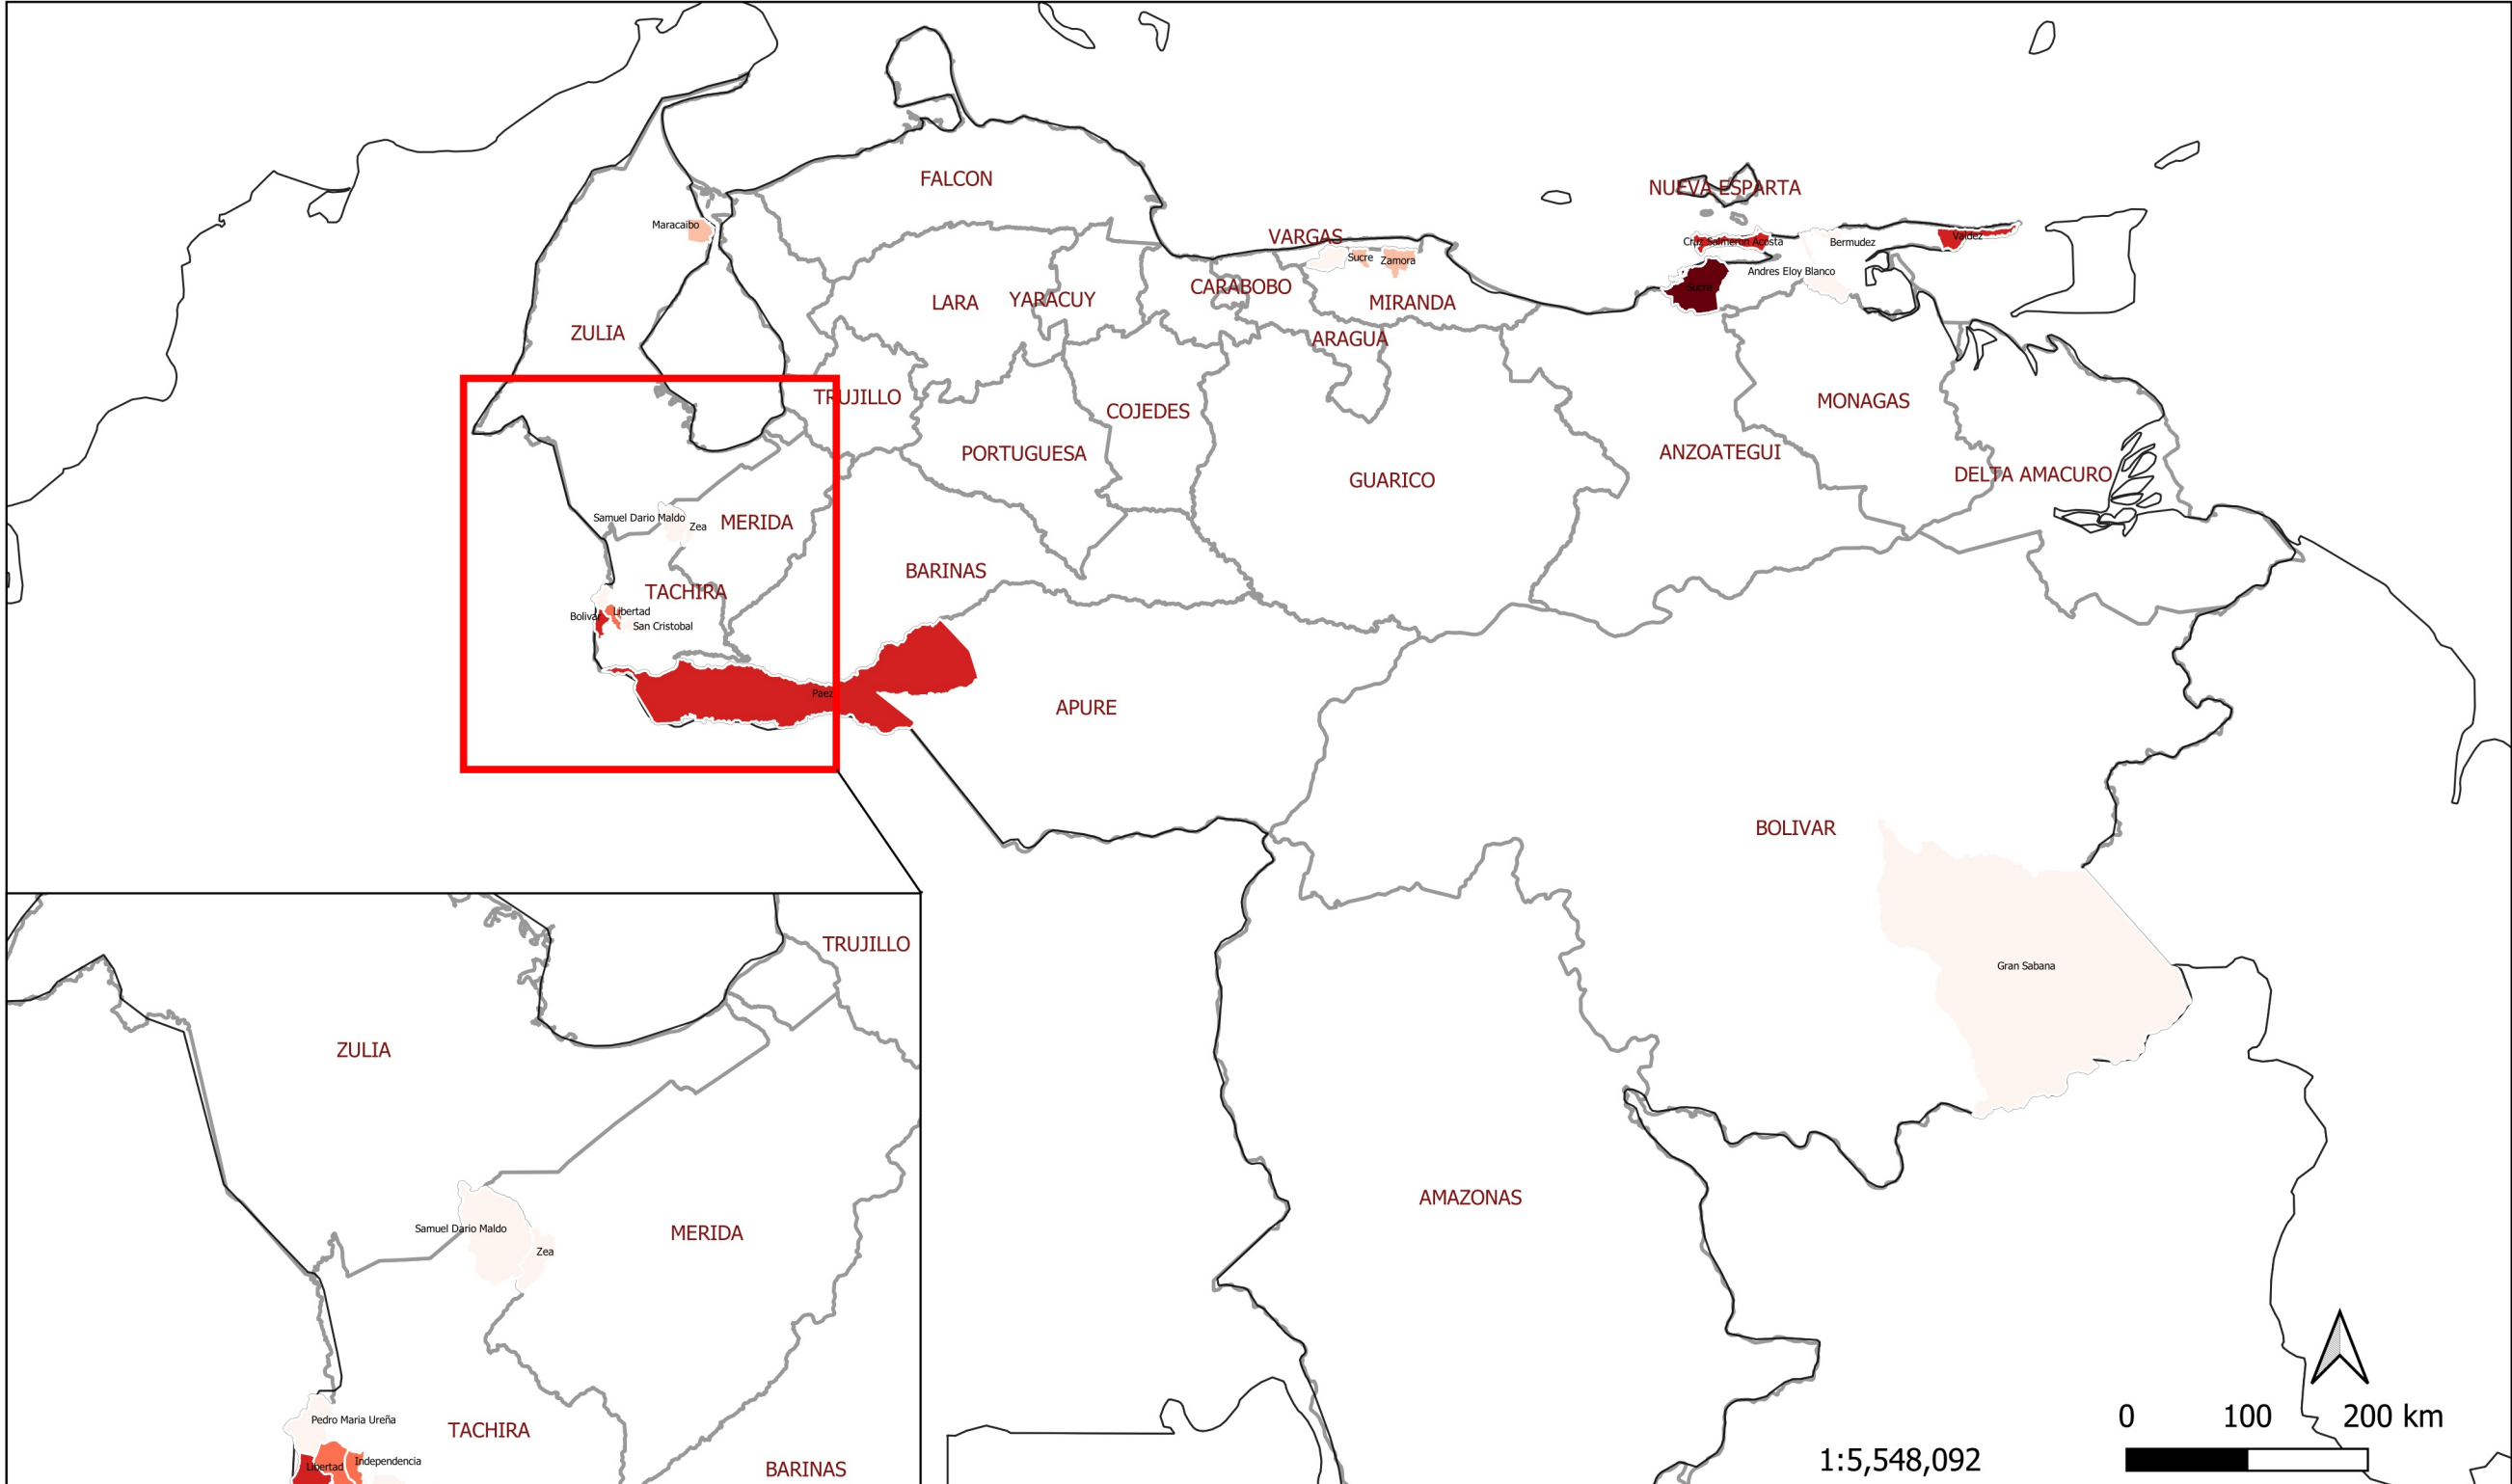 FALCON
NUEVA ESPARTA
Maracaibo
VARGAS
Cruz Salmeron Acosta
Bermudez
Valdez
Sucre
Zamora
Andres Eloy Blanco
CARABOBO
Sucre
LARA
YARACUY
MIRANDA
ZULIA
ARAGUA
TRUJILLO
COJEDES
MONAGAS
PORTUGUESA
ANZOATEGUI
GUARICO
DELTA AMACURO
Samuel Dario Maldo
Zea
MERIDA
BARINAS
TACHIRA
Libertad
Bolivar
San Cristobal
Paez
APURE
BOLIVAR
Gran Sabana
AMAZONAS
TRUJILLO
ZULIA
Samuel Dario Maldo
MERIDA
Zea
Pedro Maria Ureña
TACHIRA
Independencia
Libertad
BARINAS
0 100 200 km
1:5,548,092